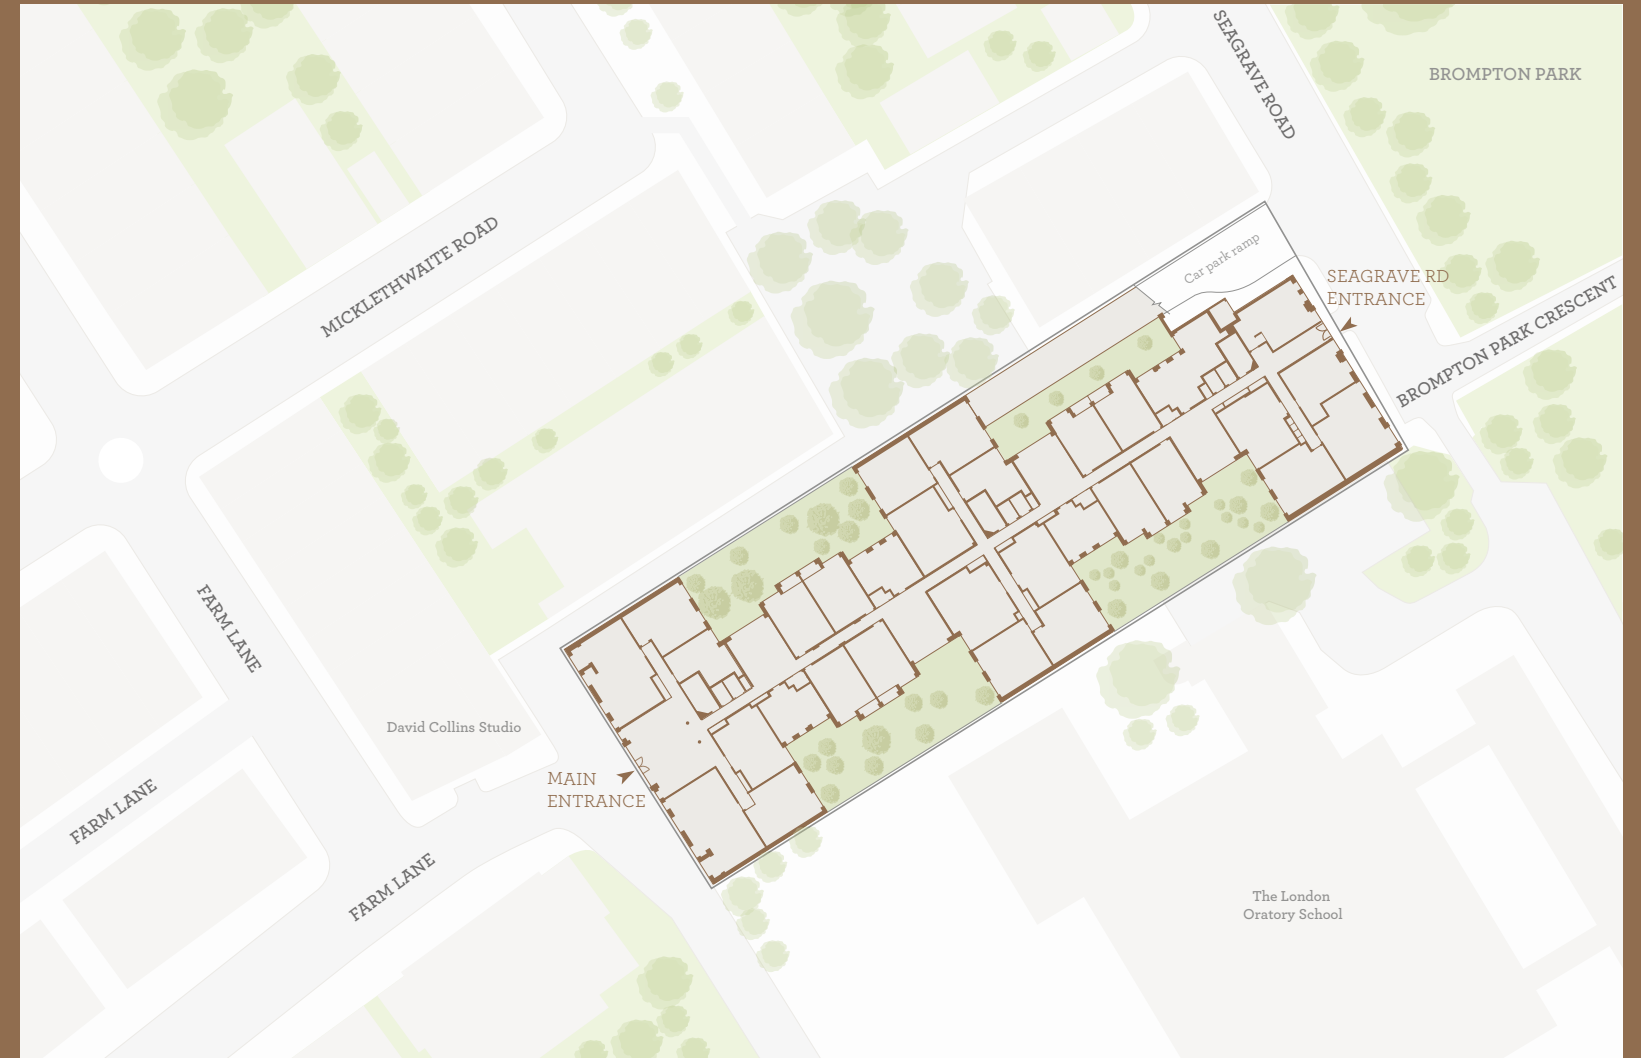 SEAGRAVE ROAD
BROMPTON PARK
MICKLETHWAITE ROAD
Car park ramp
SEAGRAVE RD
ENTRANCE
BROMPTON PARK CRESCENT
FARM LANE
David Collins Studio
MAIN
ENTRANCE
FARM LANE
FARM LANE
The London
Oratory School